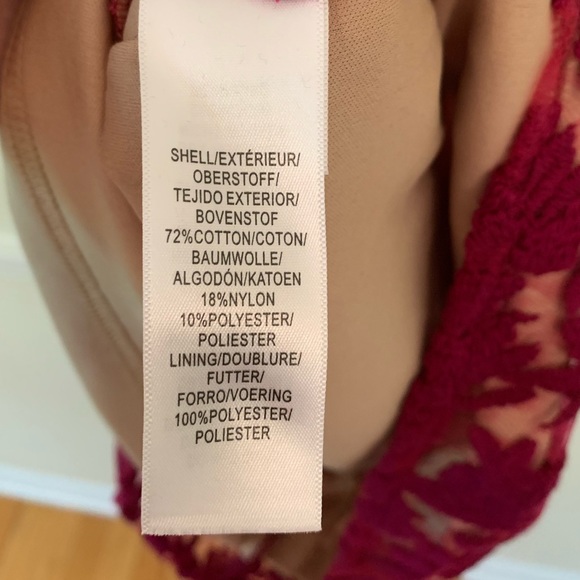 SHELL/EXTÉRIEUR/
OBERSTOFF/
TEJIDO EXTERIOR/
BOVENSTOF
72%COTTON/COTON/
BAUMWOLLE/
ALGODÓN/KATOEN
18%NYLON
10%POLYESTER/
POLIESTER
LINING/DOUBLURE/
FUTTER/
FORRO/VOERING
100%POLYESTER/
POLIESTER